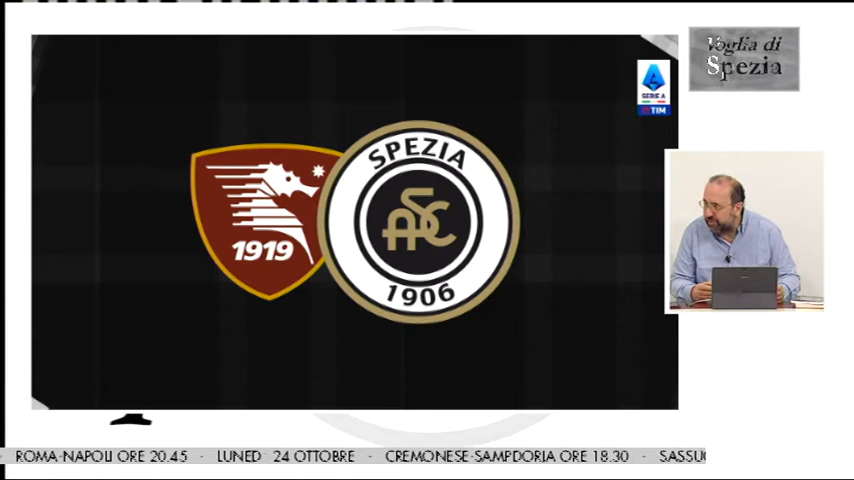 Voglia di
Spezia
SERIE A
TIM
SPEZIA
ASC
1919
1906
ROMA-NAPOLI ORE 20.45 - LUNED 24 OTTOBRE - CREMONESE-SAMPDORIA ORE 18.30 - SASSUO